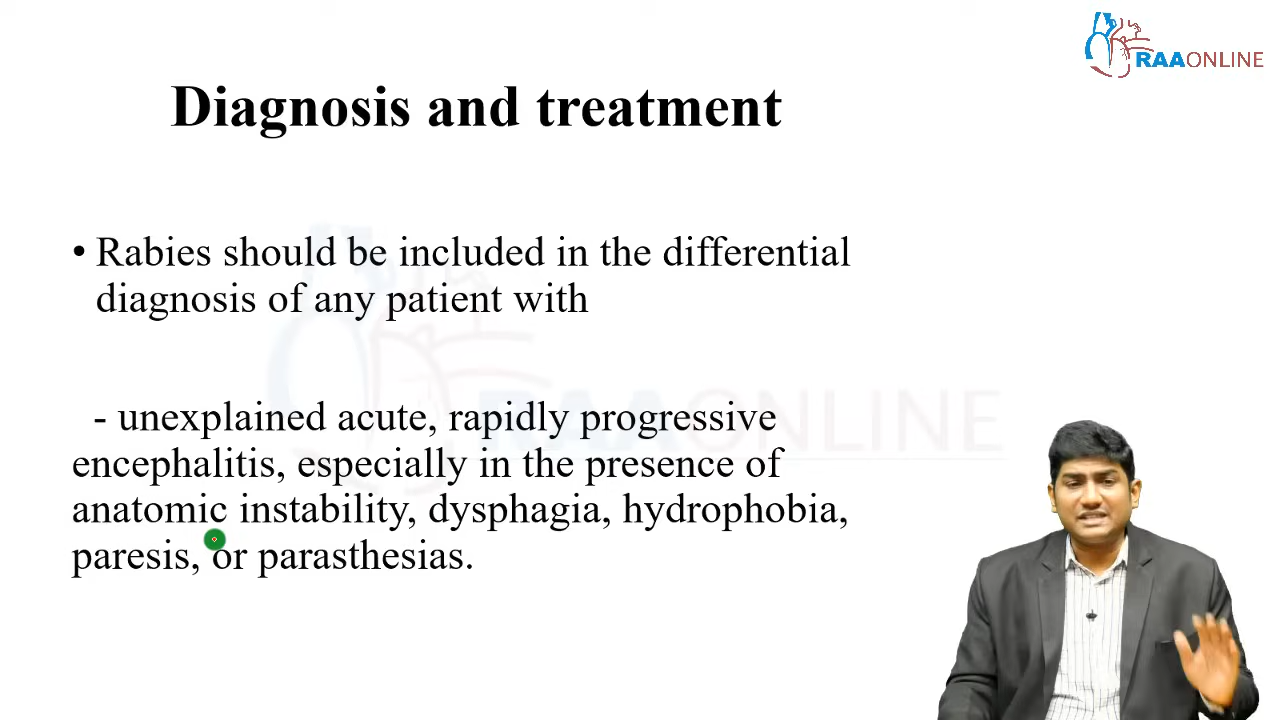 RAAONLINE
Diagnosis and treatment
• Rabies should be included in the differential
diagnosis of any patient with
- unexplained acute, rapidly progressive
encephalitis, especially in the presence of
anatomic instability, dysphagia, hydrophobia,
paresis, or parasthesias.
RAAONLINE